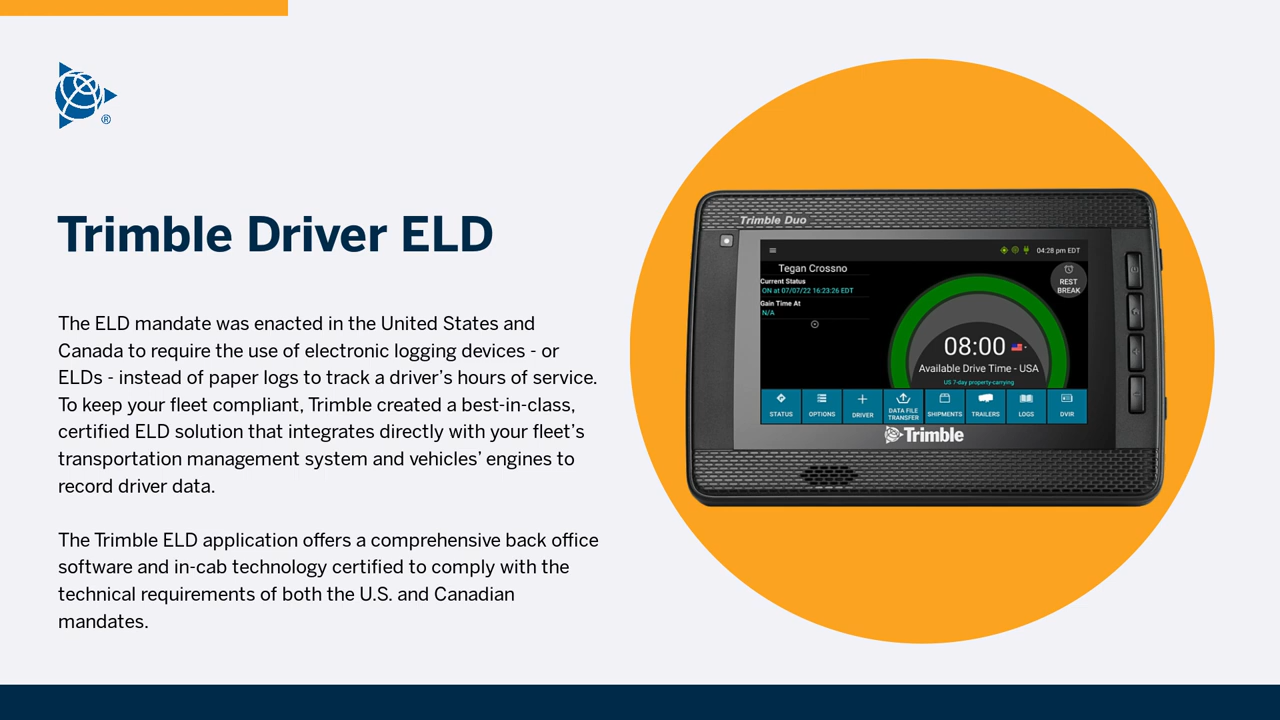 ®
Trimble Driver ELD
The ELD mandate was enacted in the United States and
Canada to require the use of electronic logging devices - or
ELDs - instead of paper logs to track a driver's hours of service.
To keep your fleet compliant, Trimble created a best-in-class,
certified ELD solution that integrates directly with your fleet's
transportation management system and vehicles' engines to
record driver data.
The Trimble ELD application offers a comprehensive back office
software and in-cab technology certified to comply with the
technical requirements of both the U.S. and Canadian
mandates.
Trimble Duo
04:28 pm EDT
Tegan Crossno
Current Status
ON at 07/07/22 16:23:26 EDT
Gain Time At
N/A
REST
BREAK
08:00
Available Drive Time - USA
US 7-day property-carrying
STATUS
OPTIONS
DRIVER
DATA FILE
TRANSFER
SHIPMENTS
TRAILERS
LOGS
DVIR
Trimble